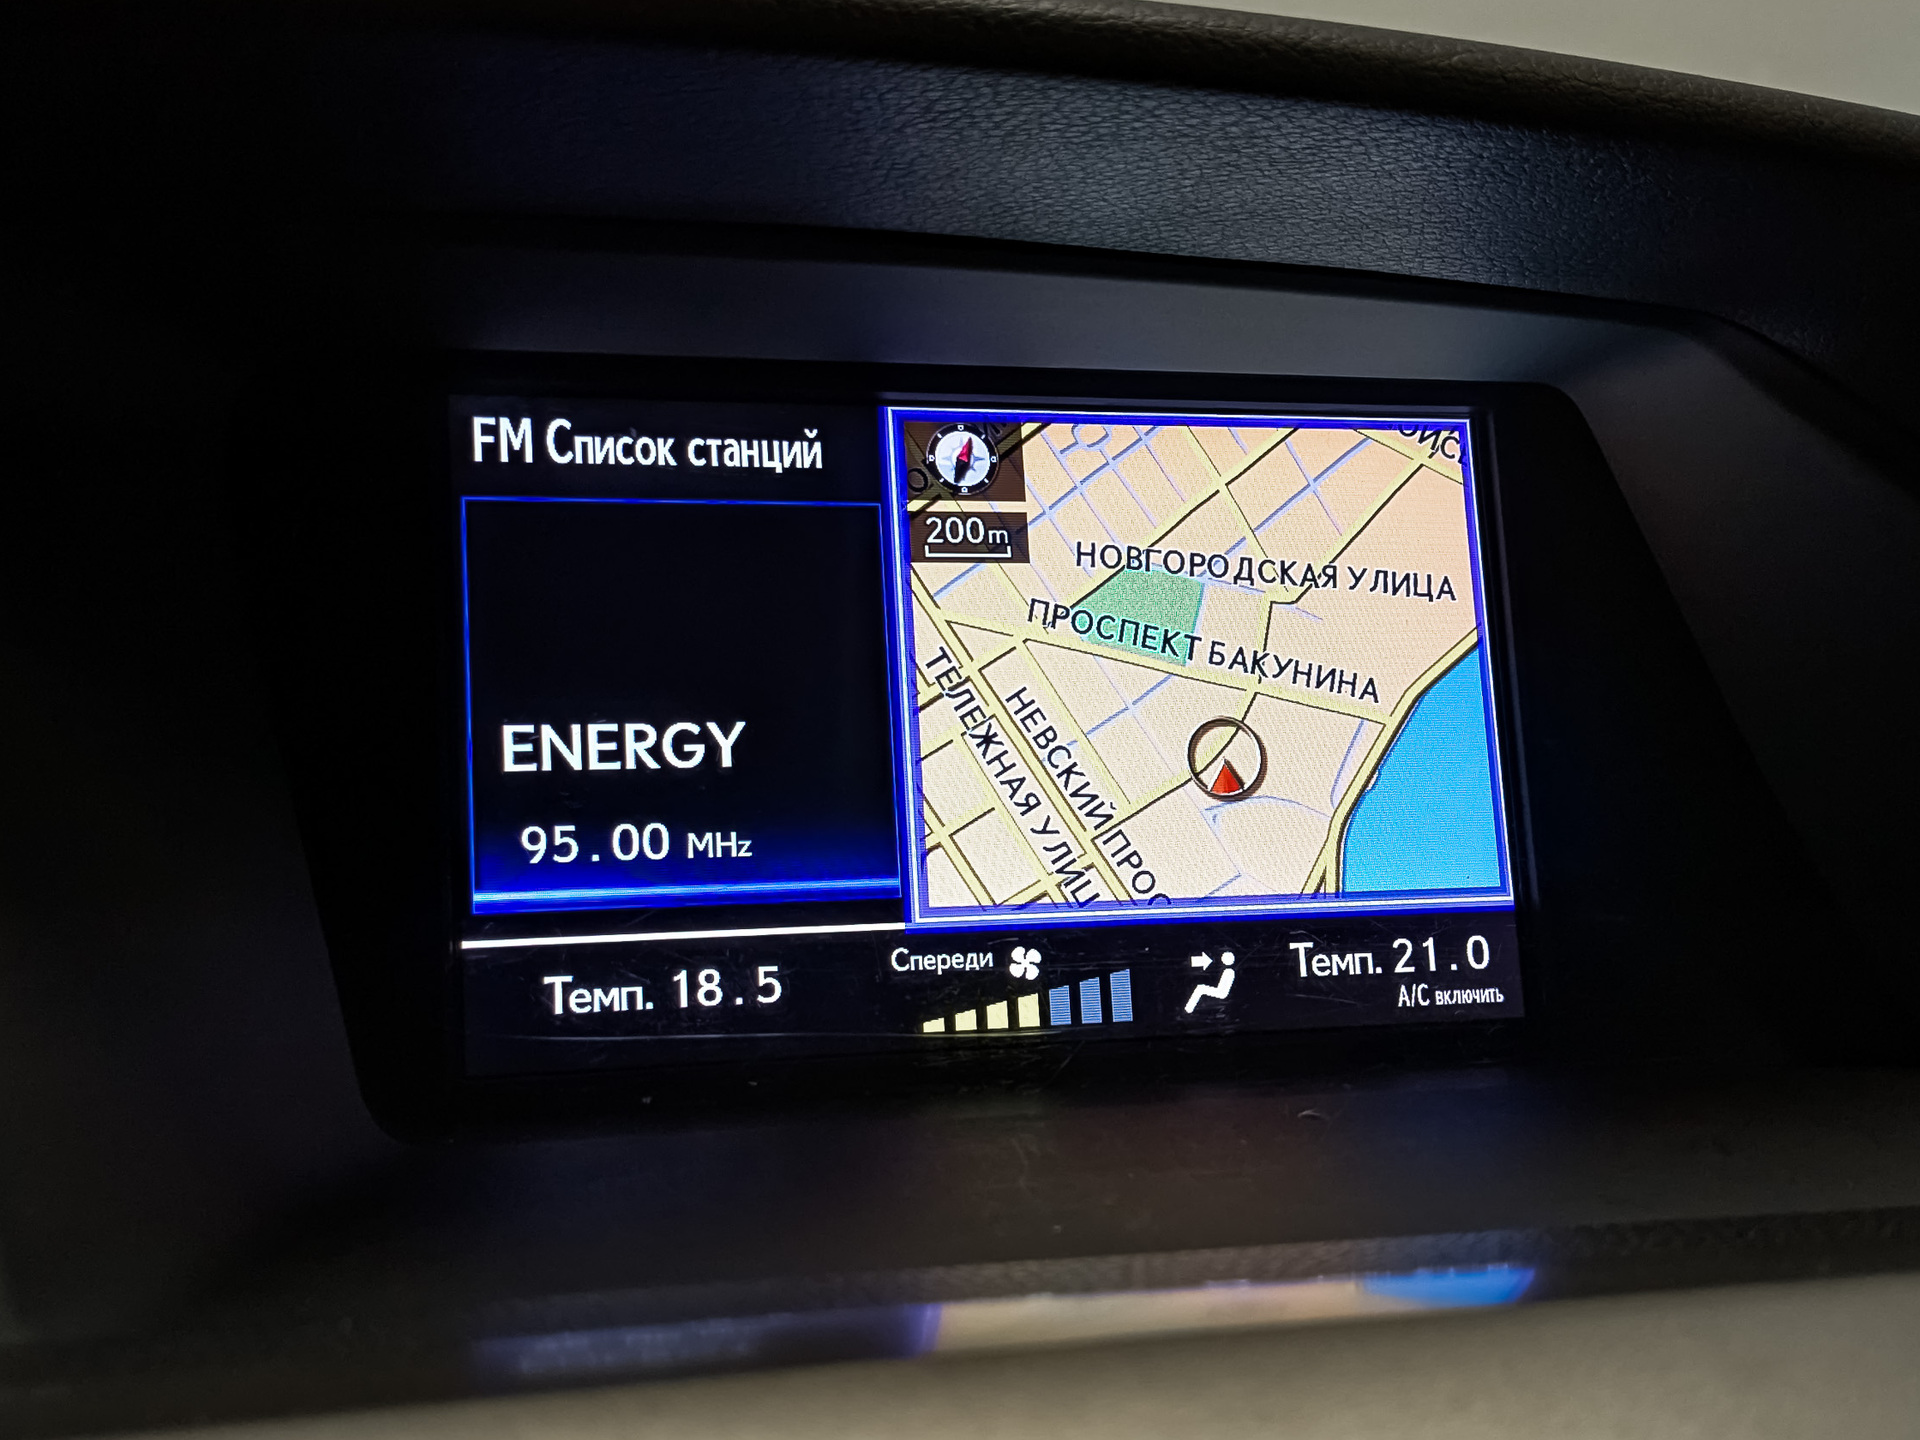 FM Список станций
ENERGY
95.00 MHz
200m
НОВГОРОДСКАЯ УЛИЦА
ПРОСПЕКТ БАКУНИНА
НЕВСКИЙ ПРОС
ТЕЛЕЖНАЯ УЛИЦ
Темп. 18.5
Спереди
Темп. 21.0
A/C включить